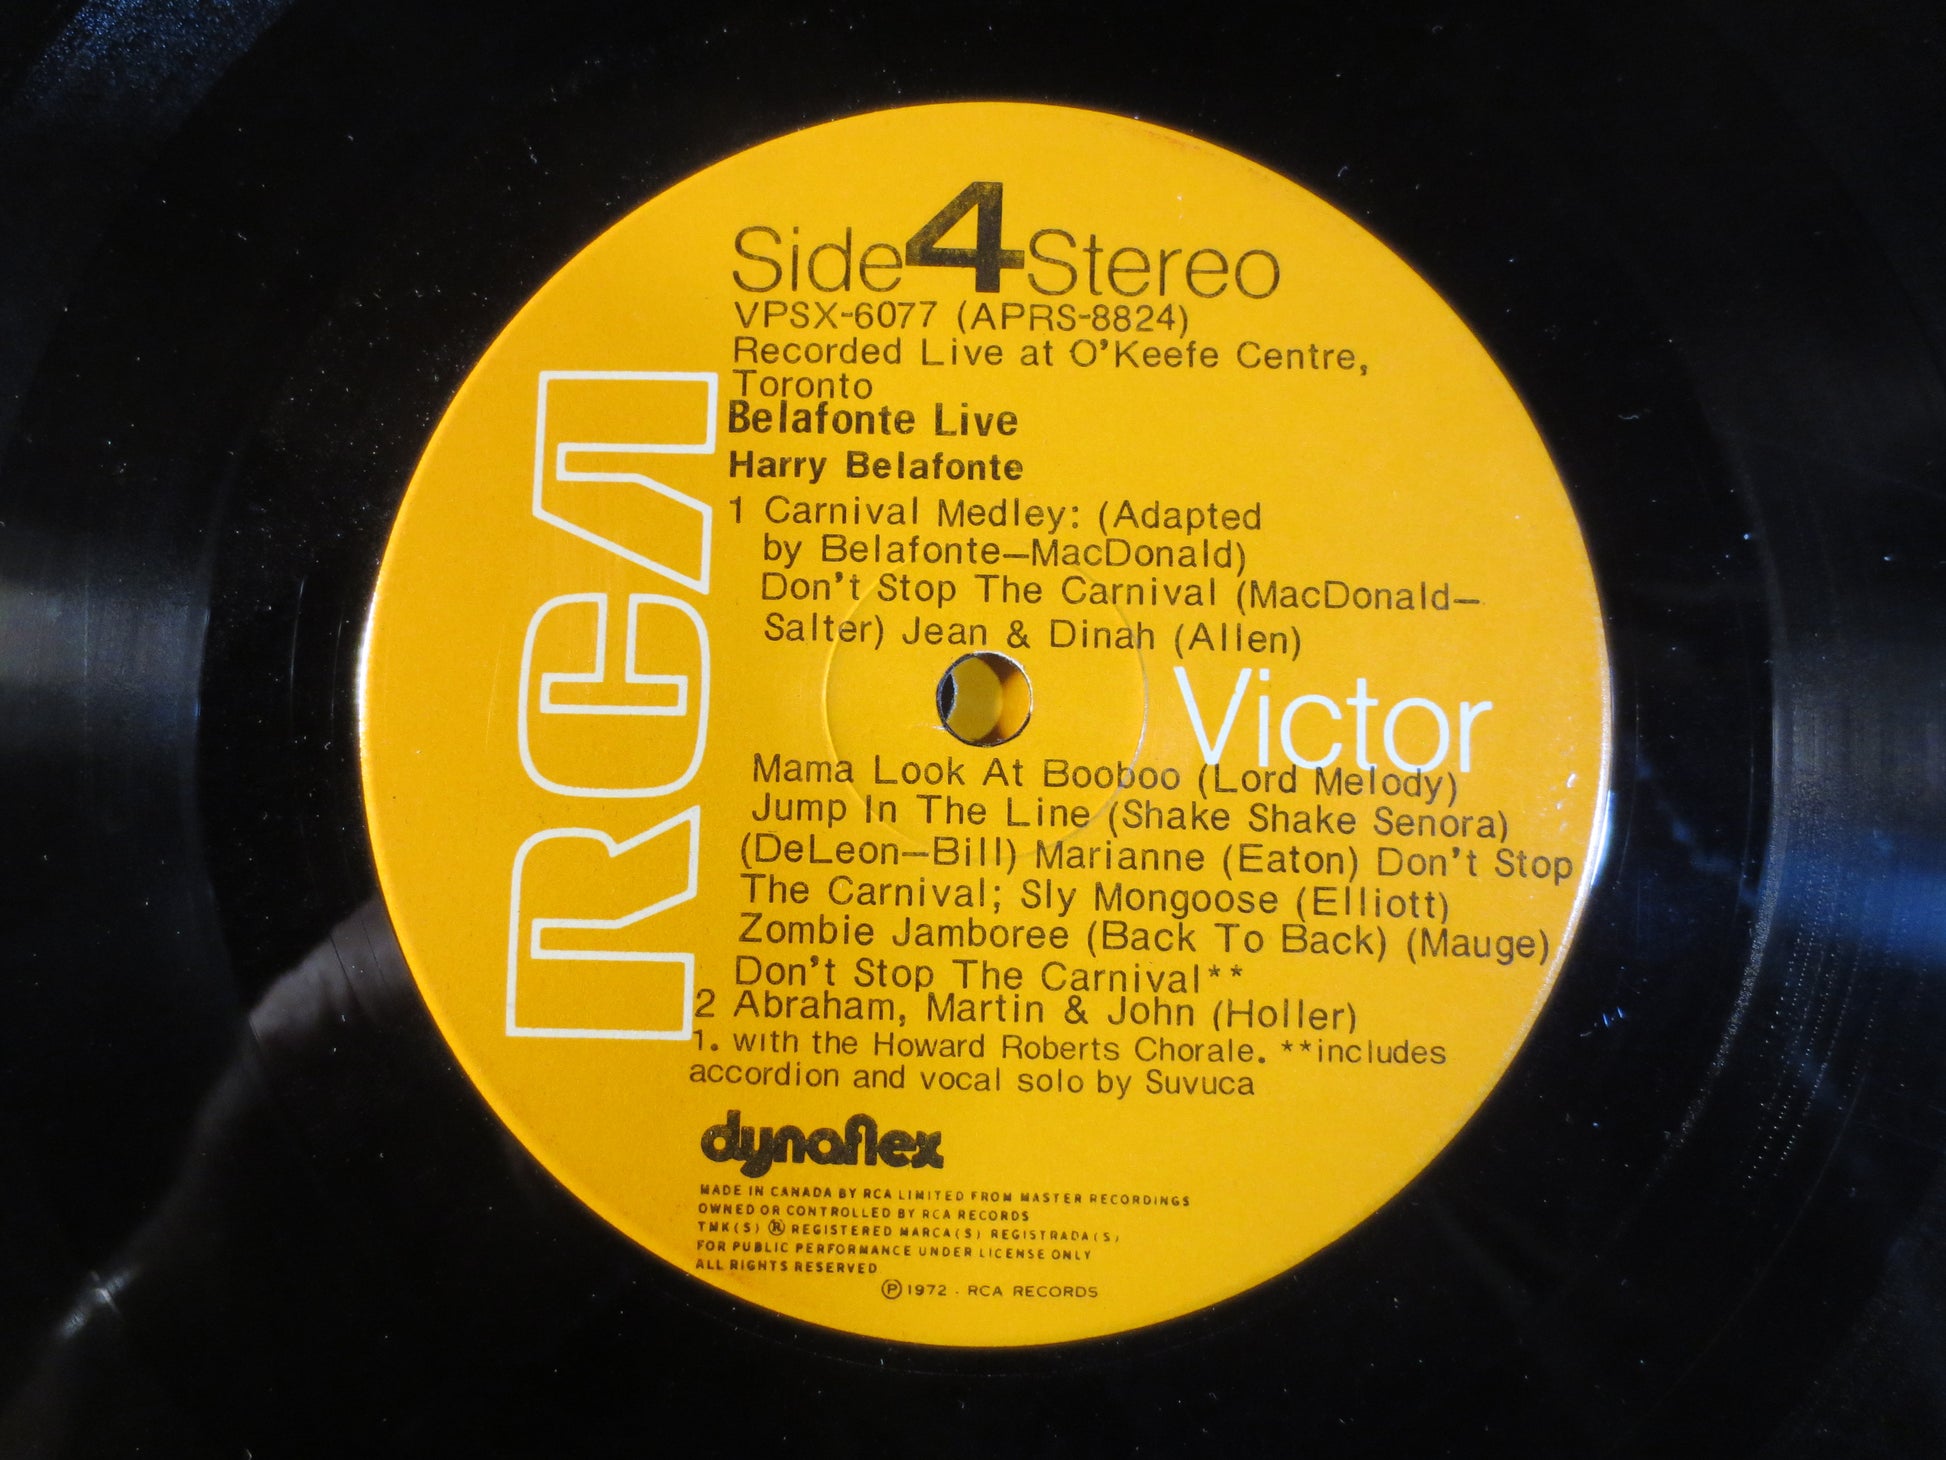 Side 4 Stereo
VPSX-6077 (APRS-8824)
Recorded Live at O'Keefe Centre,
Toronto
Belafonte Live
Harry Belafonte
1 Carnival Medley: (Adapted
by Belafonte—MacDonald)
Don't Stop The Carnival (MacDonald—
Salter) Jean & Dinah (Allen)
RCA
Victor
Mama Look At Booboo (Lord Melody)
Jump In The Line (Shake Shake Senora)
(DeLeon—Bill) Marianne (Eaton) Don't Stop
The Carnival; Sly Mongoose (Elliott)
Zombie Jamboree (Back To Back) (Mauge)
Don't Stop The Carnival**
2 Abraham, Martin & John (Holler)
1. with the Howard Roberts Chorale. **includes
accordion and vocal solo by Suvuca
dynaflex
MADE IN CANADA BY RCA LIMITED FROM MASTER RECORDINGS
OWNED OR CONTROLLED BY RCA RECORDS
TMK(S) ® REGISTERED MARCA(S) REGISTRADA(S)
FOR PUBLIC PERFORMANCE UNDER LICENSE ONLY
ALL RIGHTS RESERVED
℗ 1972 - RCA RECORDS